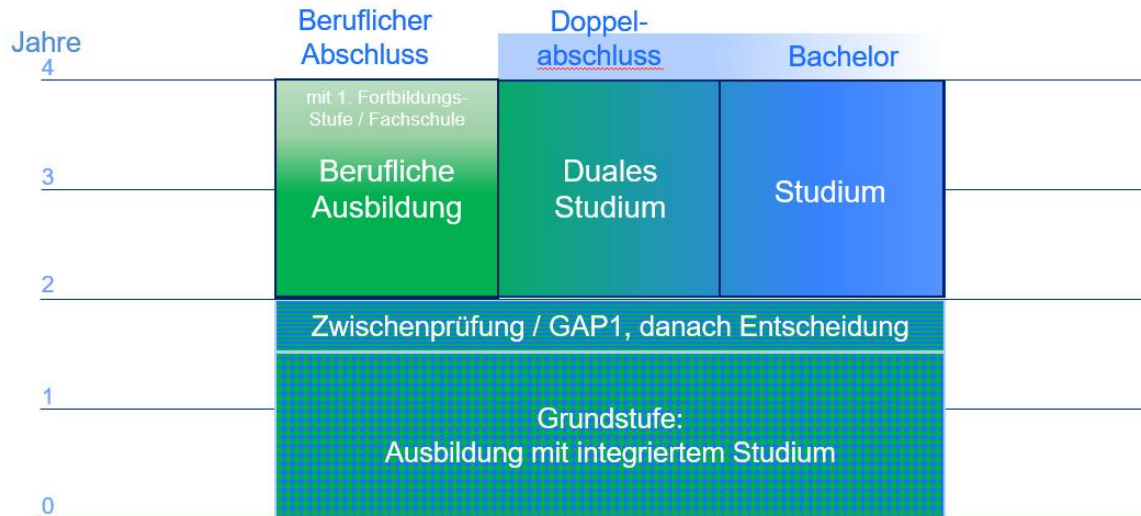 Beruflicher
Abschluss
Doppel-
abschluss
Bachelor
Jahre
4
mit 1. Fortbildungs-
Stufe / Fachschule
3
Berufliche
Ausbildung
Duales
Studium
Studium
2
Zwischenprüfung / GAP1, danach Entscheidung
1
Grundstufe:
Ausbildung mit integriertem Studium
0